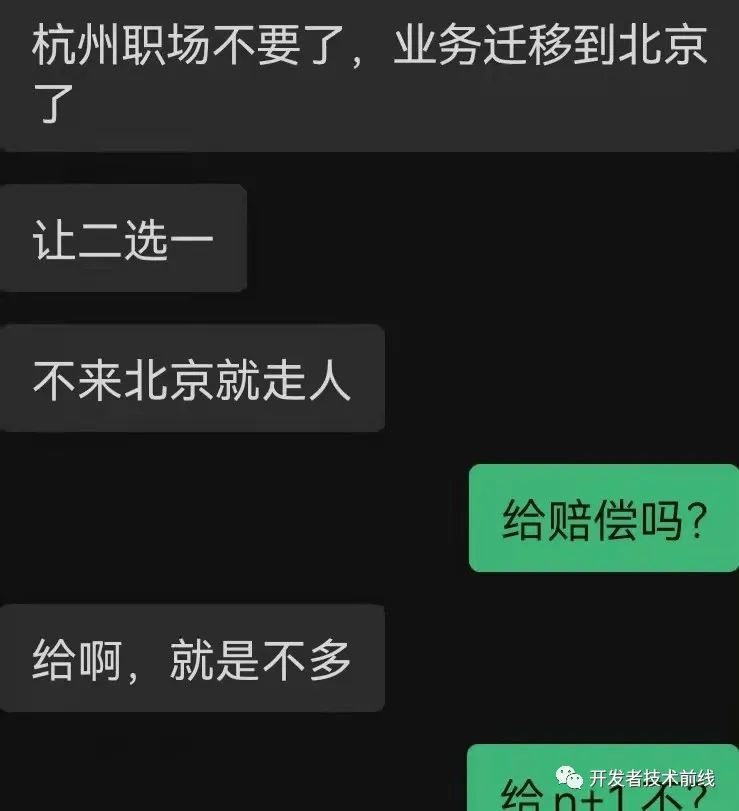 杭州职场不要了，业务迁移到北京
了
让二选一
不来北京就走人
给赔偿吗？
给啊，就是不多
给n+1不？
开发者技术前线